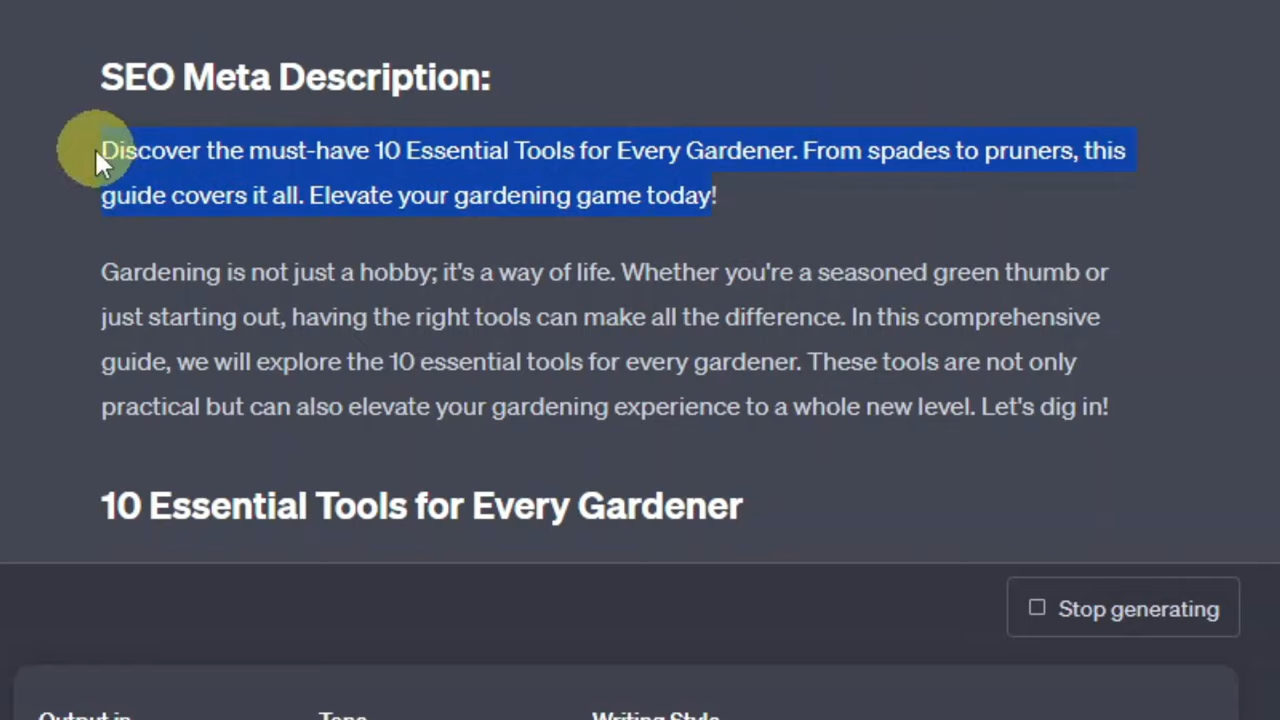 SEO Meta Description:
Discover the must-have 10 Essential Tools for Every Gardener. From spades to pruners, this
guide covers it all. Elevate your gardening game today!
Gardening is not just a hobby; it's a way of life. Whether you're a seasoned green thumb or
just starting out, having the right tools can make all the difference. In this comprehensive
guide, we will explore the 10 essential tools for every gardener. These tools are not only
practical but can also elevate your gardening experience to a whole new level. Let's dig in!
10 Essential Tools for Every Gardener
Stop generating
Output in Tone Writing Style